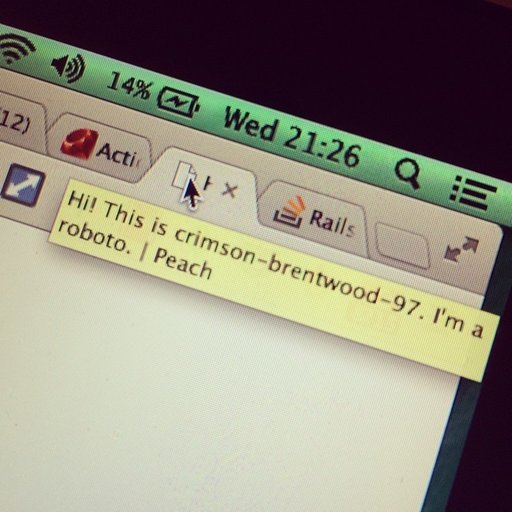 14%
Wed 21:26
12)
Acti
Rails
Hi! This is crimson-brentwood-97. I'm a
roboto. | Peach